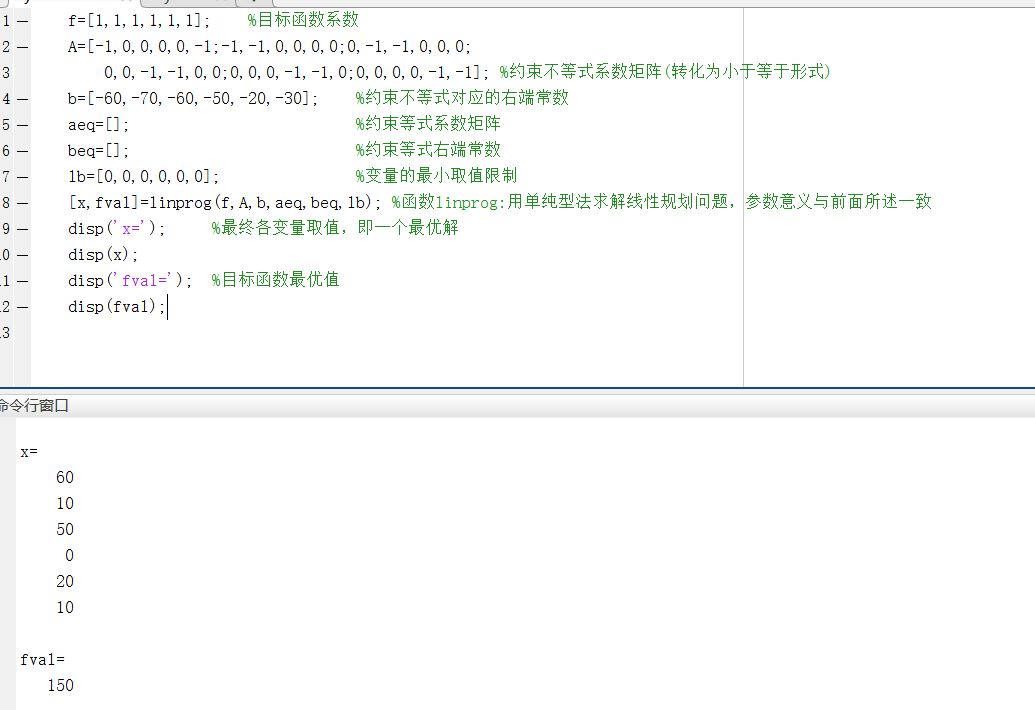 1 — f=[1,1,1,1,1,1]; %目标函数系数
2 — A=[-1,0,0,0,0,-1;-1,-1,0,0,0,0;0,-1,-1,0,0,0;
3 0,0,-1,-1,0,0;0,0,0,-1,-1,0;0,0,0,0,-1,-1]; %约束不等式系数矩阵(转化为小于等于形式)
4 — b=[-60,-70,-60,-50,-20,-30]; %约束不等式对应的右端常数
5 — aeq=[]; %约束等式系数矩阵
6 — beq=[]; %约束等式右端常数
7 — lb=[0,0,0,0,0,0]; %变量的最小取值限制
8 — [x,fval]=linprog(f,A,b,aeq,beq,lb); %函数linprog:用单纯型法求解线性规划问题，参数意义与前面所述一致
9 — disp('x='); %最终各变量取值，即一个最优解
0 — disp(x);
1 — disp('fval='); %目标函数最优值
2 — disp(fval);
3
命令行窗口
x=
60
10
50
0
20
10
fval=
150